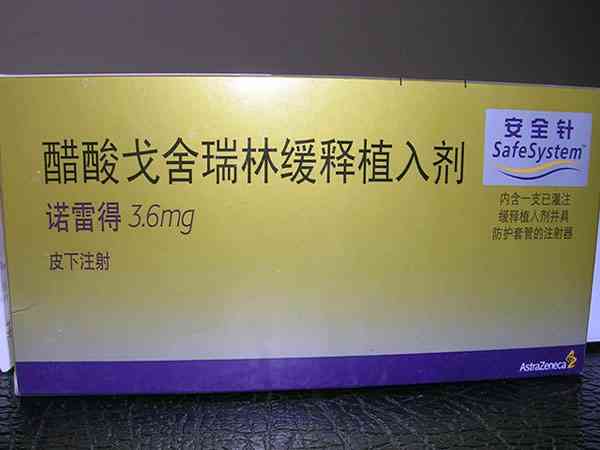 安全针
SafeSystem™
醋酸戈舍瑞林缓释植入剂
诺雷得 3.6mg
皮下注射
内含一支已灌注
缓释植入剂并具
防护套管的注射器
AstraZeneca